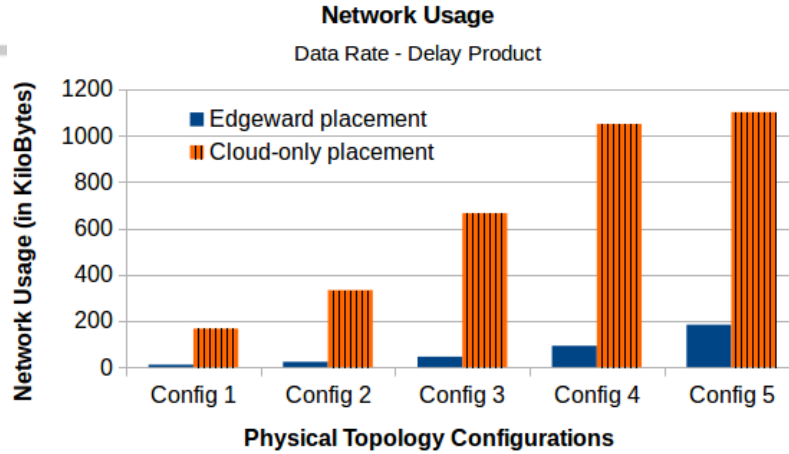 Network Usage
Data Rate - Delay Product
Network Usage (in KiloBytes)
1200
1000
800
600
400
200
0
Edgeward placement
Cloud-only placement
Config 1 Config 2 Config 3 Config 4 Config 5
Physical Topology Configurations